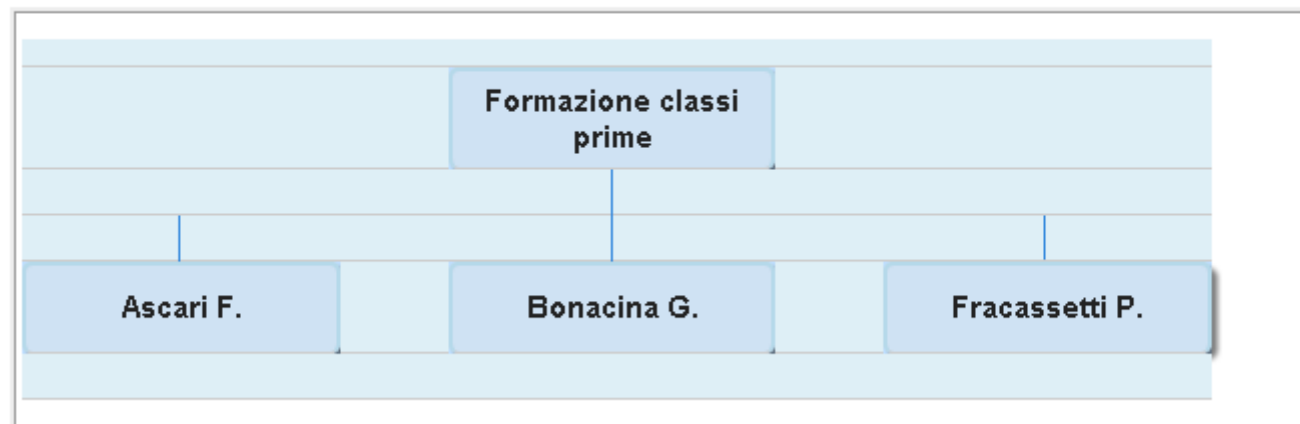 Formazione classi
prime
Ascari F.
Bonacina G.
Fracassetti P.